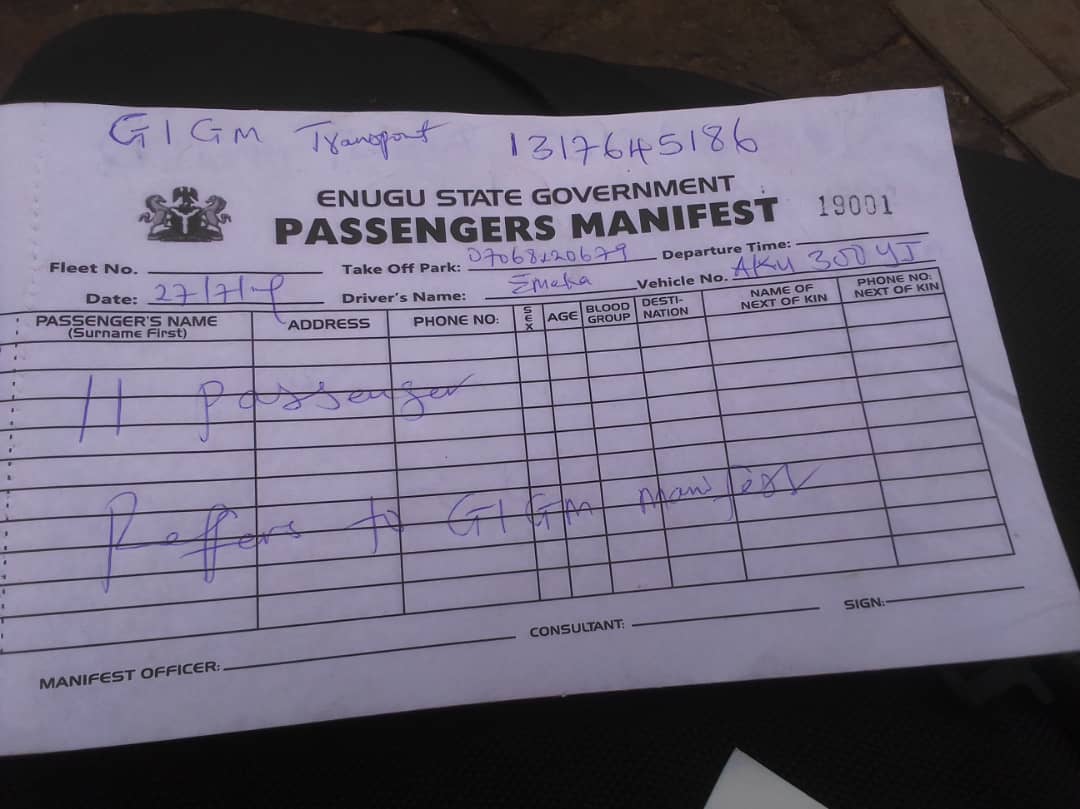 GIGM Transport 1317645186
ENUGU STATE GOVERNMENT
PASSENGERS MANIFEST 19001
Fleet No. Take Off Park: 07068220679 Departure Time:
Date: 27/7/ Driver's Name: Emeka Vehicle No. AKU 300 YJ
PASSENGER'S NAME (Surname First) ADDRESS PHONE NO: SEX AGE BLOOD GROUP DESTI-NATION NAME OF NEXT OF KIN PHONE NO: NEXT OF KIN
11 passenger
Reffers to GIGM manifest
MANIFEST OFFICER: CONSULTANT: SIGN: